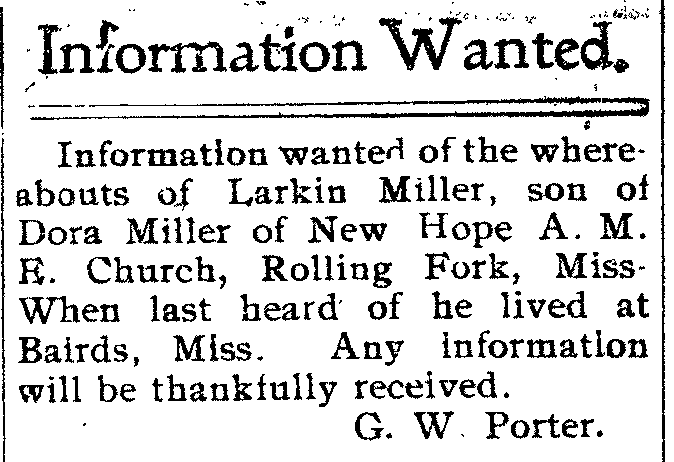 Information Wanted.
Information wanted of the where-
abouts of Larkin Miller, son of
Dora Miller of New Hope A. M.
E. Church, Rolling Fork, Miss-
When last heard of he lived at
Bairds, Miss. Any information
will be thankfully received.
G. W. Porter.